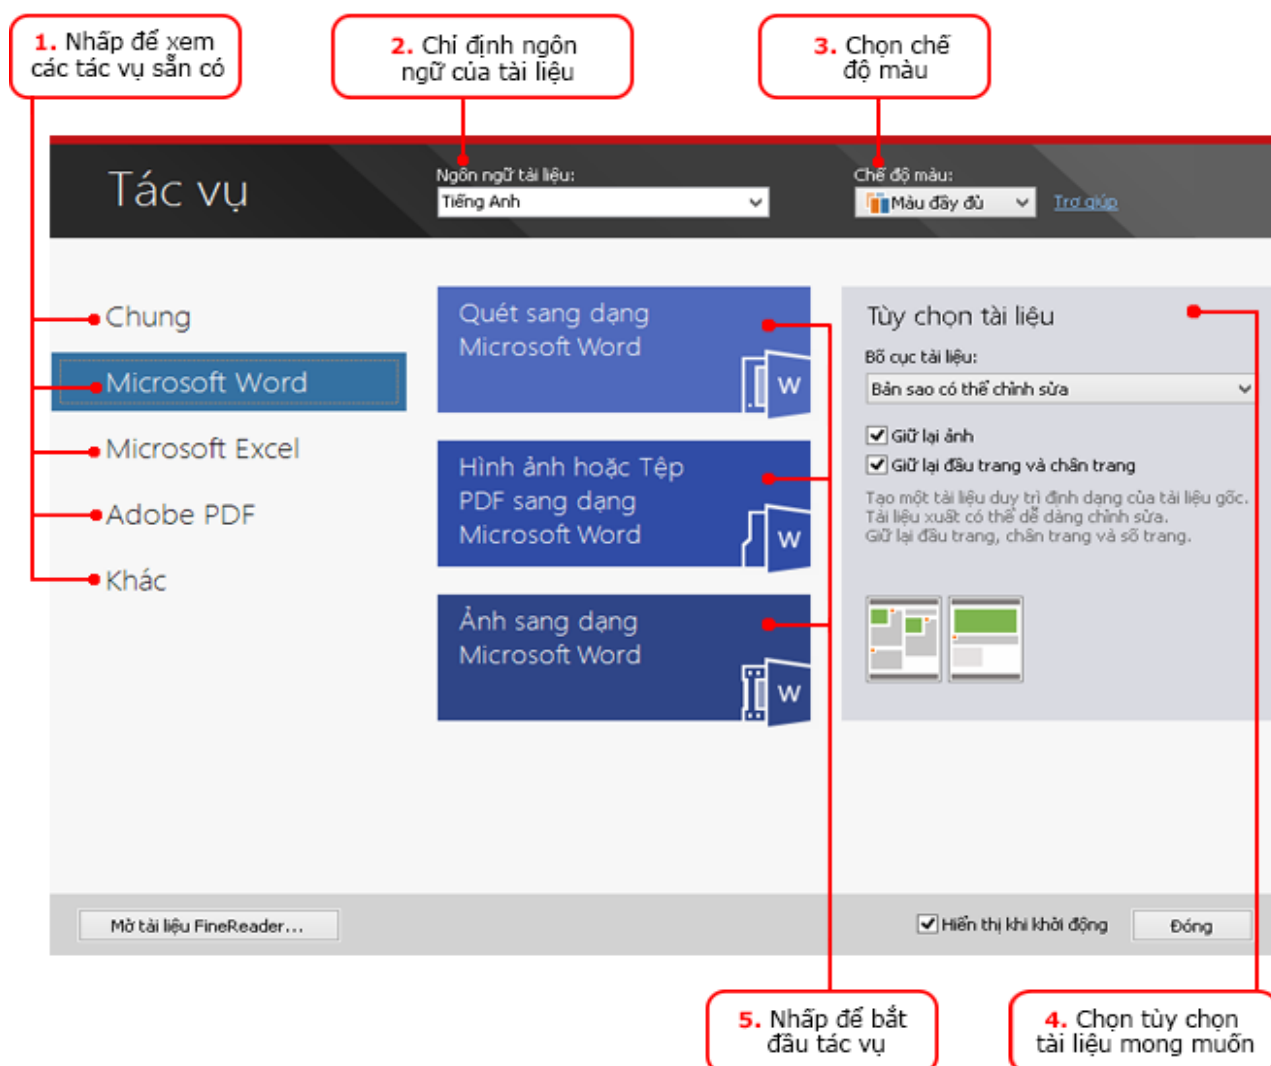 1. Nhấp để xem
các tác vụ sẵn có
2. Chỉ định ngôn
ngữ của tài liệu
3. Chọn chế
độ màu
Tác vụ
Ngôn ngữ tài liệu:
Tiếng Anh
Chế độ màu:
Màu đầy đủ
Trợ giúp
Chung
Microsoft Word
Microsoft Excel
Adobe PDF
Khác
Quét sang dạng
Microsoft Word
W
Hình ảnh hoặc Tệp
PDF sang dạng
Microsoft Word
W
Ảnh sang dạng
Microsoft Word
W
Tùy chọn tài liệu
Bố cục tài liệu:
Bản sao có thể chỉnh sửa
Giữ lại ảnh
Giữ lại đầu trang và chân trang
Tạo một tài liệu duy trì định dạng của tài liệu gốc.
Tài liệu xuất có thể dễ dàng chỉnh sửa.
Giữ lại đầu trang, chân trang và số trang.
Mở tài liệu FineReader...
Hiển thị khi khởi động
Đóng
5. Nhấp để bắt
đầu tác vụ
4. Chọn tùy chọn
tài liệu mong muốn